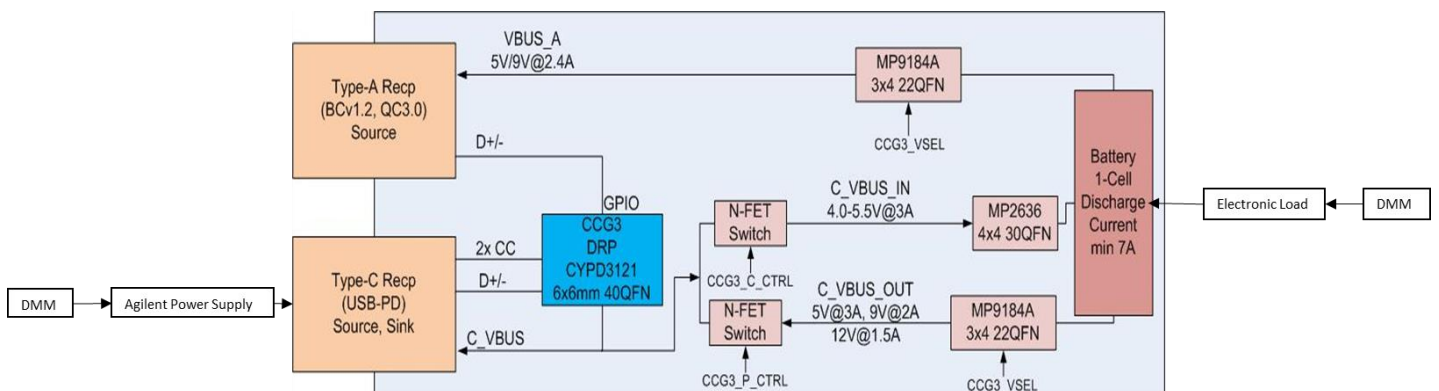 VBUS_A
5V/9V@2.4A
Type-A Recp
(BCv1.2, QC3.0)
Source
MP9184A
3x4 22QFN
CCG3_VSEL
D+/-
GPIO
CCG3
DRP
CYPD3121
6x6mm 40QFN
2x CC
D+/-
C_VBUS
Type-C Recp
(USB-PD)
Source, Sink
DMM
Agilent Power Supply
N-FET
Switch
CCG3_C_CTRL
C_VBUS_IN
4.0-5.5V@3A
MP2636
4x4 30QFN
Battery
1-Cell
Discharge
Current
min 7A
Electronic Load
DMM
N-FET
Switch
CCG3_P_CTRL
C_VBUS_OUT
5V@3A, 9V@2A
12V@1.5A
MP9184A
3x4 22QFN
CCG3_VSEL